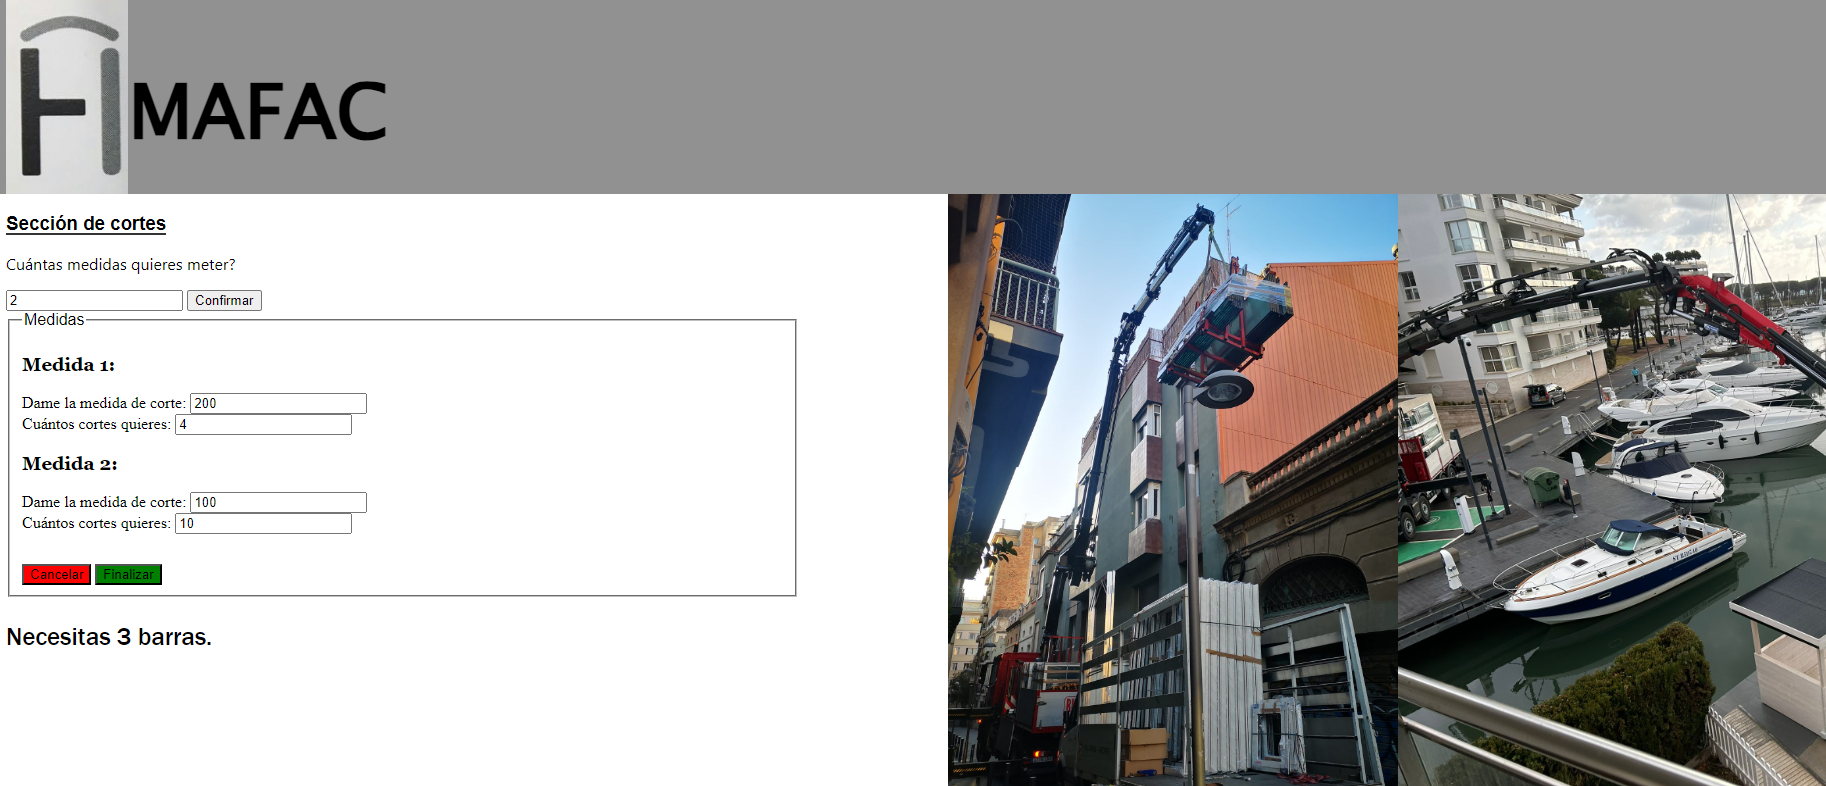 MAFAC
Sección de cortes
Cuántas medidas quieres meter?
2 Confirmar
Medidas
Medida 1:
Dame la medida de corte: 200
Cuántos cortes quieres: 4
Medida 2:
Dame la medida de corte: 100
Cuántos cortes quieres: 10
Cancelar Finalizar
Necesitas 3 barras.